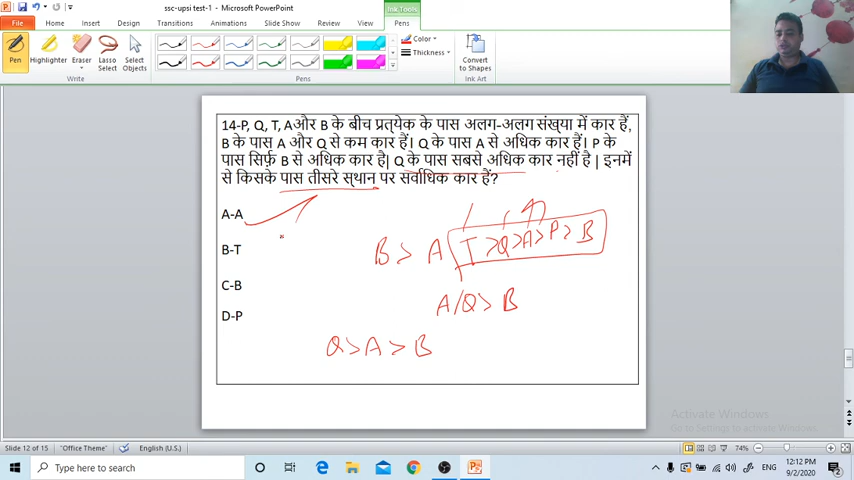 ssc-upsi test-1 - Microsoft PowerPoint
Ink Tools
File
Home
Insert
Design
Transitions
Animations
Slide Show
Review
View
Pens
Pen
Highlighter
Eraser
Lasso Select
Select Objects
Color
Thickness
Convert to Shapes
Write
Pens
Ink Art
14-P, Q, T, Aऔर B के बीच प्रत्येक के पास अलग-अलग संख्या में कार हैं,
B के पास A और Q से कम कार हैं। Q के पास A से अधिक कार हैं। P के
पास सिर्फ़ B से अधिक कार है| Q के पास सबसे अधिक कार नहीं है | इनमें
से किसके पास तीसरे स्थान पर सर्वाधिक कार हैं?
A-A
B-T
C-B
D-P
B > A
T >Q>A> P> B
A/Q> B
Q>A > B
Activate Windows
Go to Settings to activate Windows.
Slide 12 of 15
"Office Theme"
English (U.S.)
74%
Type here to search
ENG
12:12 PM
9/2/2020